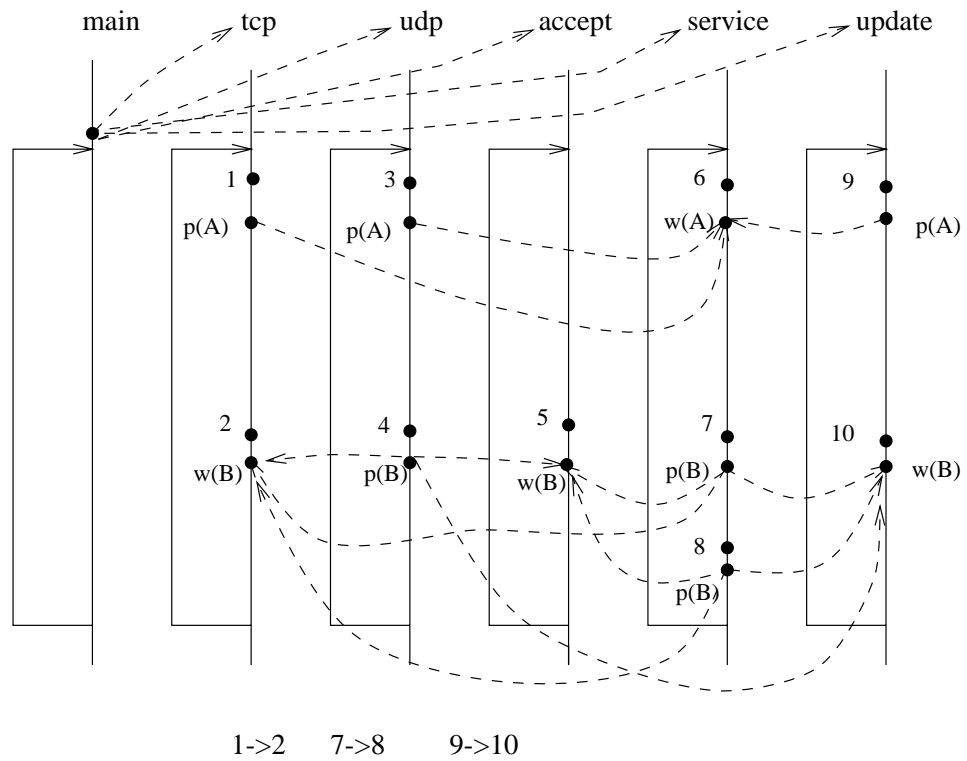 main tcp udp accept service update
1 3 6 9
p(A) p(A) w(A) p(A)
2 4 5 7 10
w(B) p(B) w(B) p(B) w(B)
8
p(B)
1->2 7->8 9->10